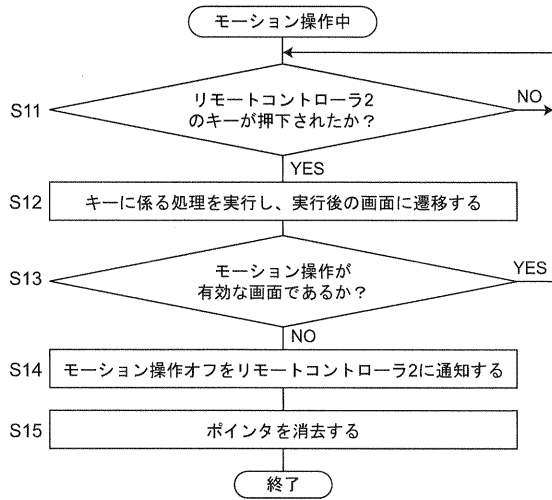 モーション操作中
S11
リモートコントローラ2
のキーが押下されたか？
NO
YES
S12
キーに係る処理を実行し、実行後の画面に遷移する
S13
モーション操作が
有効な画面であるか？
YES
NO
S14
モーション操作オフをリモートコントローラ2に通知する
S15
ポインタを消去する
終了